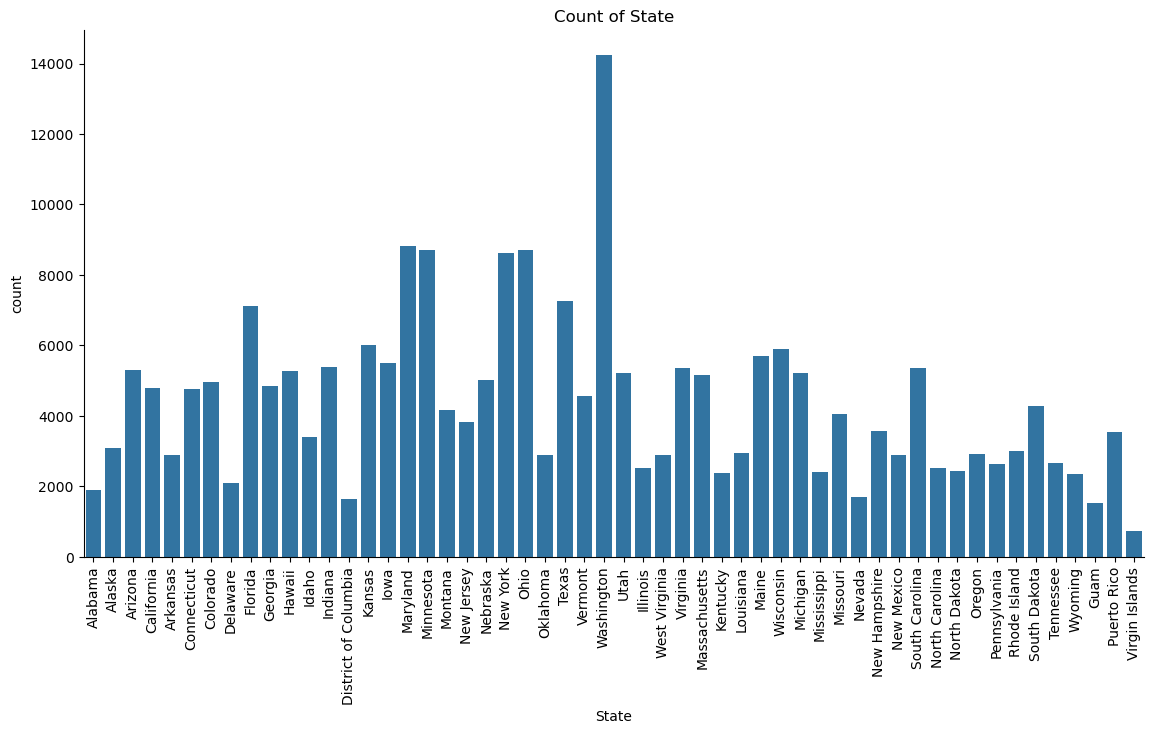 Count of State
count
14000
12000
10000
8000
6000
4000
2000
0
Alabama
Alaska
Arizona
California
Arkansas
Connecticut
Colorado
Delaware
Florida
Georgia
Hawaii
Idaho
Indiana
District of Columbia
Kansas
Iowa
Maryland
Minnesota
Montana
New Jersey
Nebraska
New York
Ohio
Oklahoma
Texas
Vermont
Washington
Utah
Illinois
West Virginia
Virginia
Massachusetts
Kentucky
Louisiana
Maine
Wisconsin
Michigan
Mississippi
Missouri
Nevada
New Hampshire
New Mexico
South Carolina
North Carolina
North Dakota
Oregon
Pennsylvania
Rhode Island
South Dakota
Tennessee
Wyoming
Guam
Puerto Rico
Virgin Islands
State